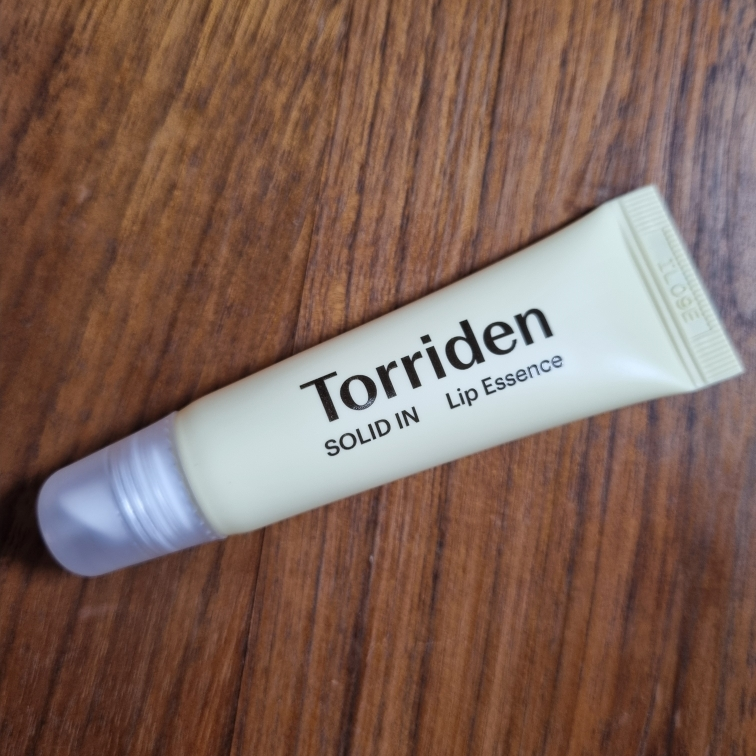 Torriden
SOLID IN Lip Essence